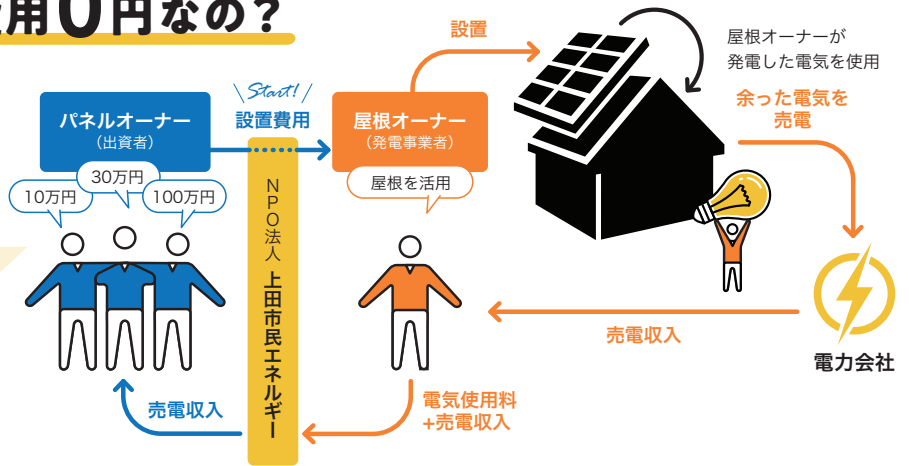 用0円なの?
Start!
設置費用
パネルオーナー
(出資者)
10万円
30万円
100万円
屋根オーナー
(発電事業者)
屋根を活用
設置
屋根オーナーが
発電した電気を使用
余った電気を
売電
NPO法人 上田市民エネルギー
売電収入
電力会社
電気使用料
+売電収入
売電収入